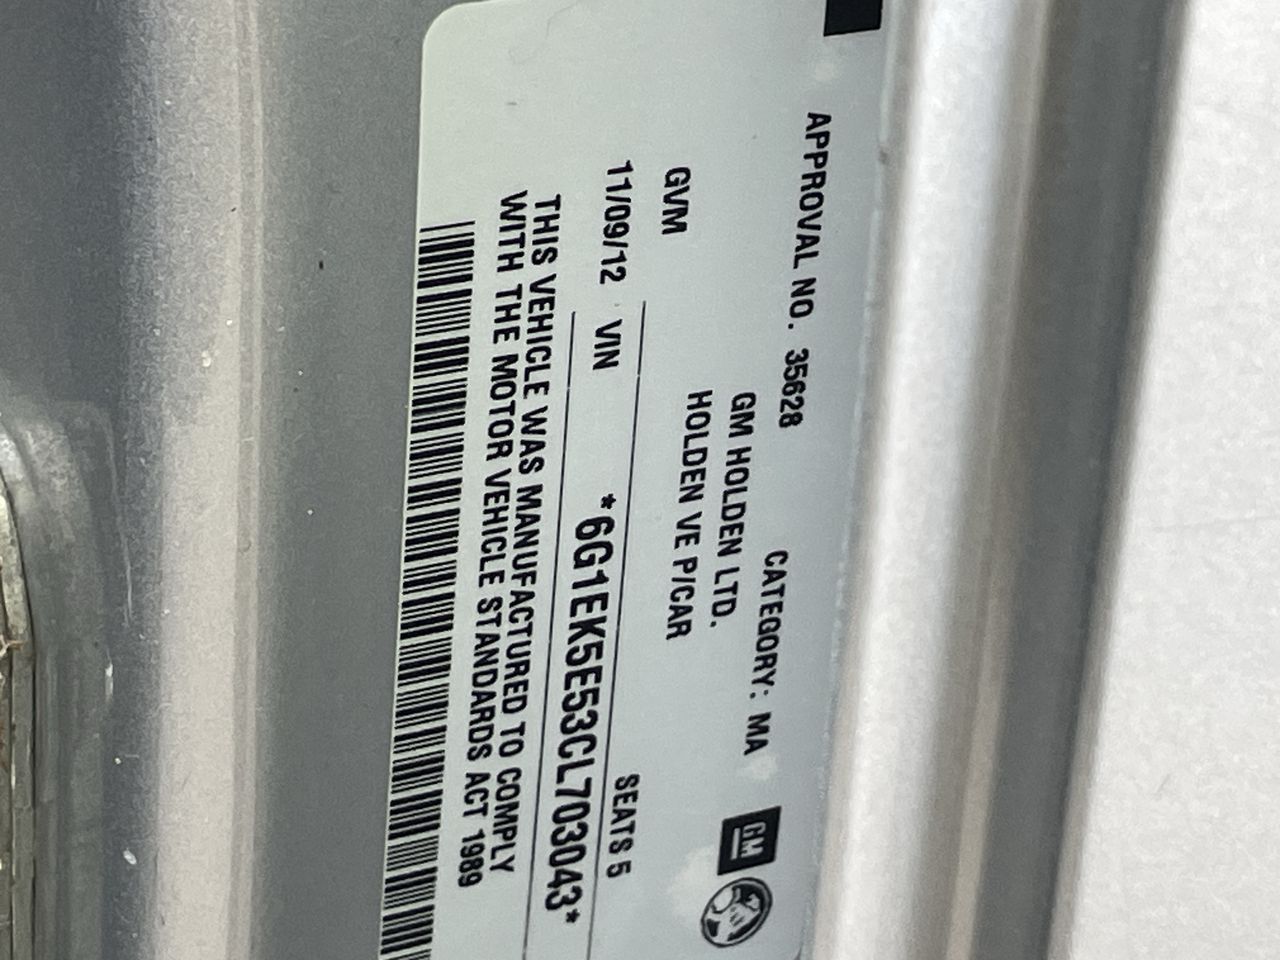 APPROVAL NO. 35628
CATEGORY: MA
GM
GM HOLDEN LTD.
HOLDEN VE P/CAR
GVM
SEATS 5
11/09/12 VIN *6G1EK5E53CL703043*
THIS VEHICLE WAS MANUFACTURED TO COMPLY
WITH THE MOTOR VEHICLE STANDARDS ACT 1989